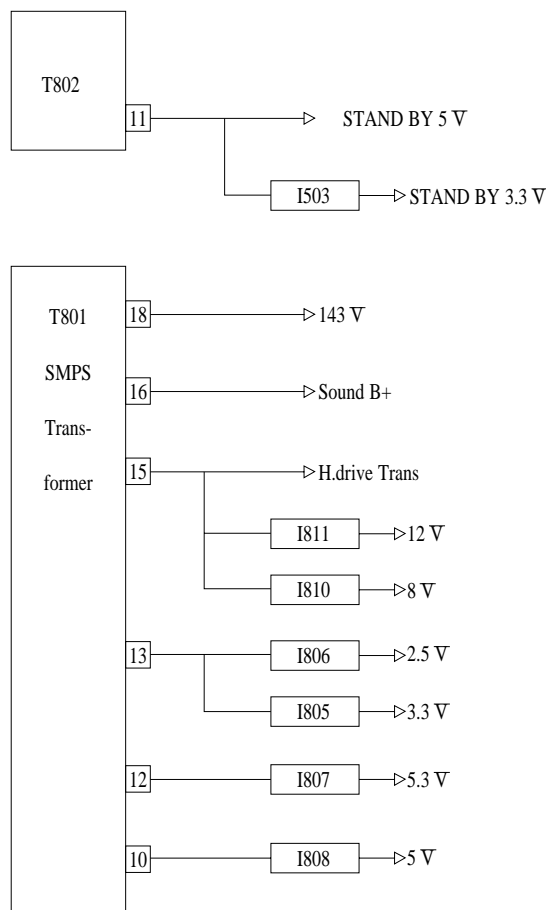 T802
11
STAND BY 5 V
I503
STAND BY 3.3 V
T801
SMPS
Trans-
former
18
143 V
16
Sound B+
15
H.drive Trans
I811
12 V
I810
8 V
13
I806
2.5 V
I805
3.3 V
12
I807
5.3 V
10
I808
5 V